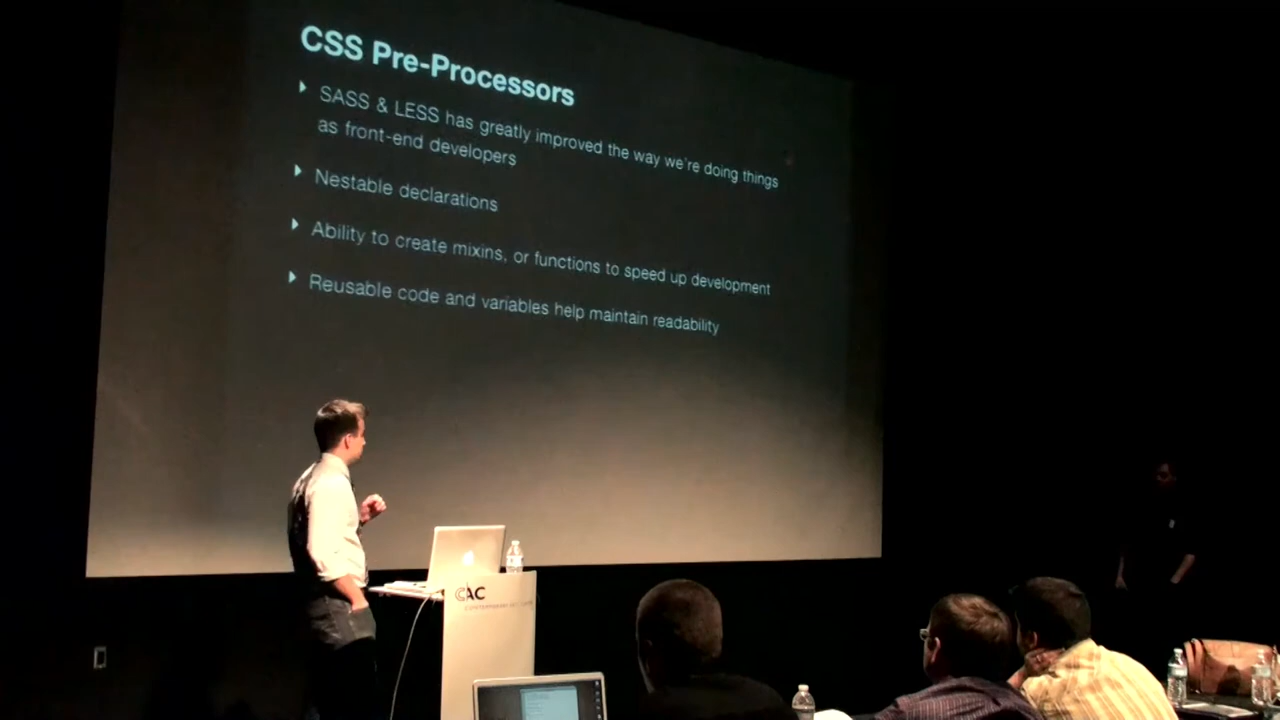 CSS Pre-Processors
SASS & LESS has greatly improved the way we're doing things
as front-end developers
Nestable declarations
Ability to create mixins, or functions to speed up development
Reusable code and variables help maintain readability
CAC